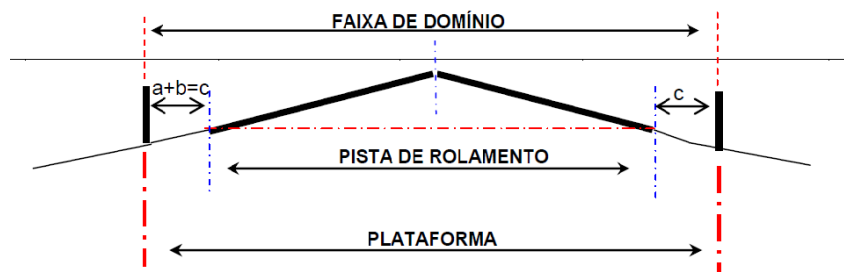 FAIXA DE DOMÍNIO
a+b=c
c
PISTA DE ROLAMENTO
PLATAFORMA